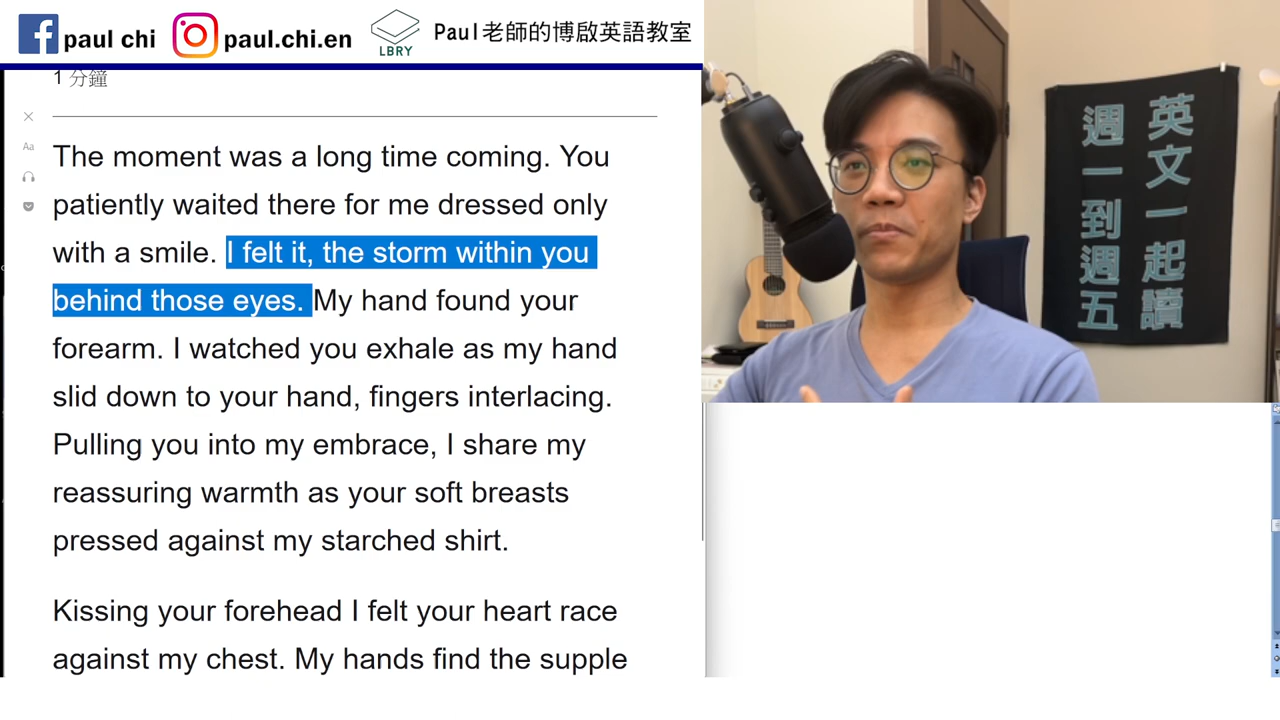 paul chi
paul.chi.en
LBRY
Paul老師的博啟英語教室
1 分鐘
Aa
The moment was a long time coming. You
patiently waited there for me dressed only
with a smile. I felt it, the storm within you
behind those eyes. My hand found your
forearm. I watched you exhale as my hand
slid down to your hand, fingers interlacing.
Pulling you into my embrace, I share my
reassuring warmth as your soft breasts
pressed against my starched shirt.
Kissing your forehead I felt your heart race
against my chest. My hands find the supple
英文一起讀
週一到週五